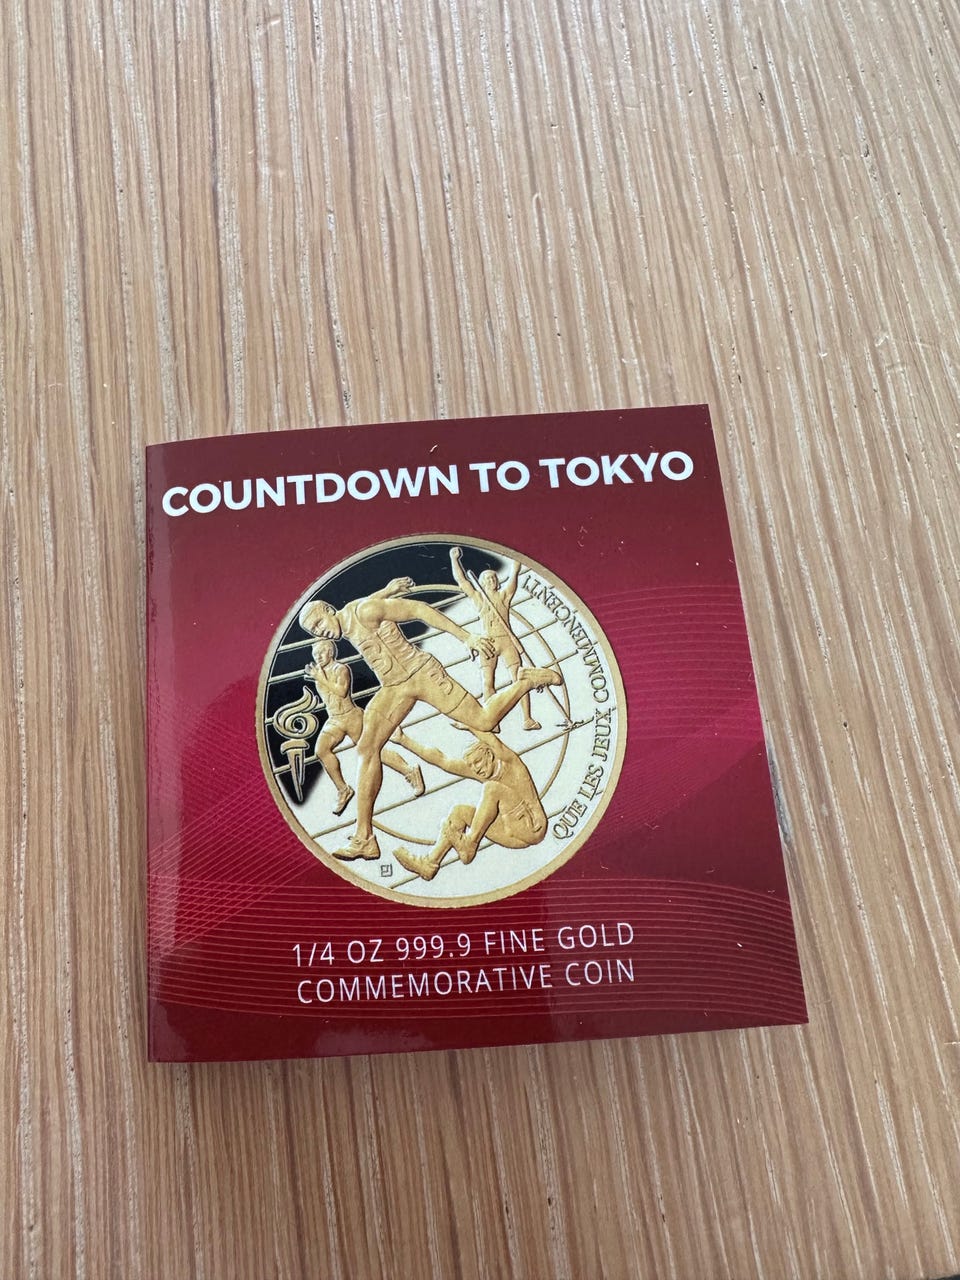 COUNTDOWN TO TOKYO
QUE LES JEUX COMMENCENT!
1/4 OZ 999.9 FINE GOLD
COMMEMORATIVE COIN